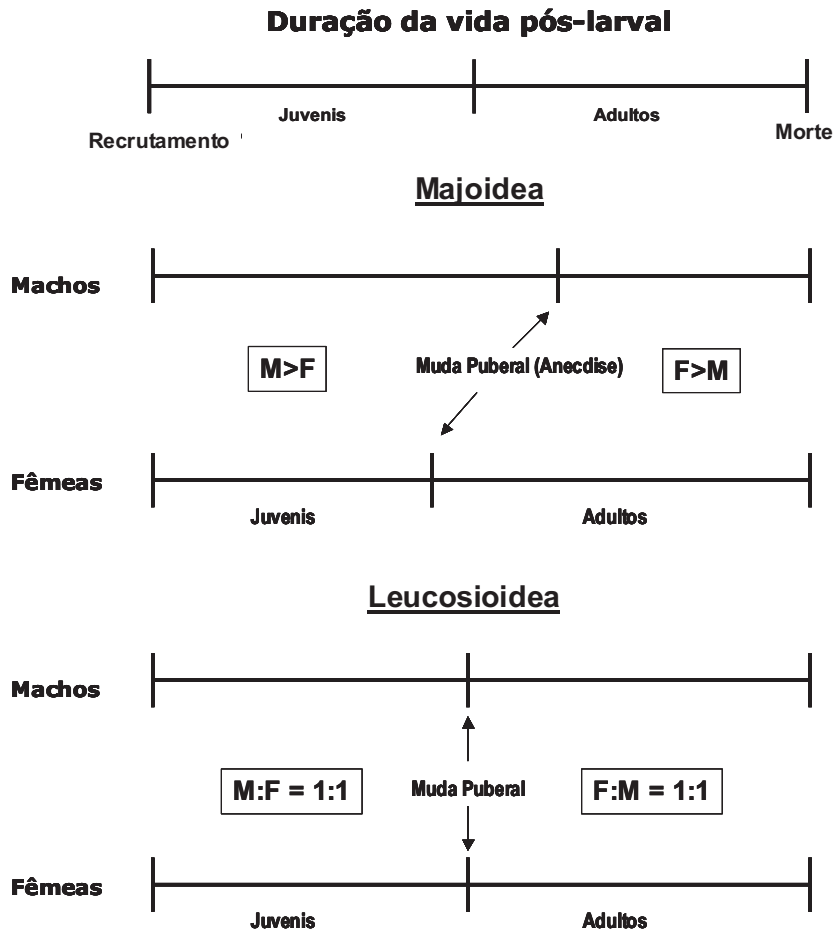 Duração da vida pós-larval
Juvenis Adultos
Recrutamento Morte
Majoidea
Machos
M>F Muda Puberal (Anecdise) F>M
Fêmeas
Juvenis Adultos
Leucosioidea
Machos
M:F = 1:1 Muda Puberal F:M = 1:1
Fêmeas
Juvenis Adultos